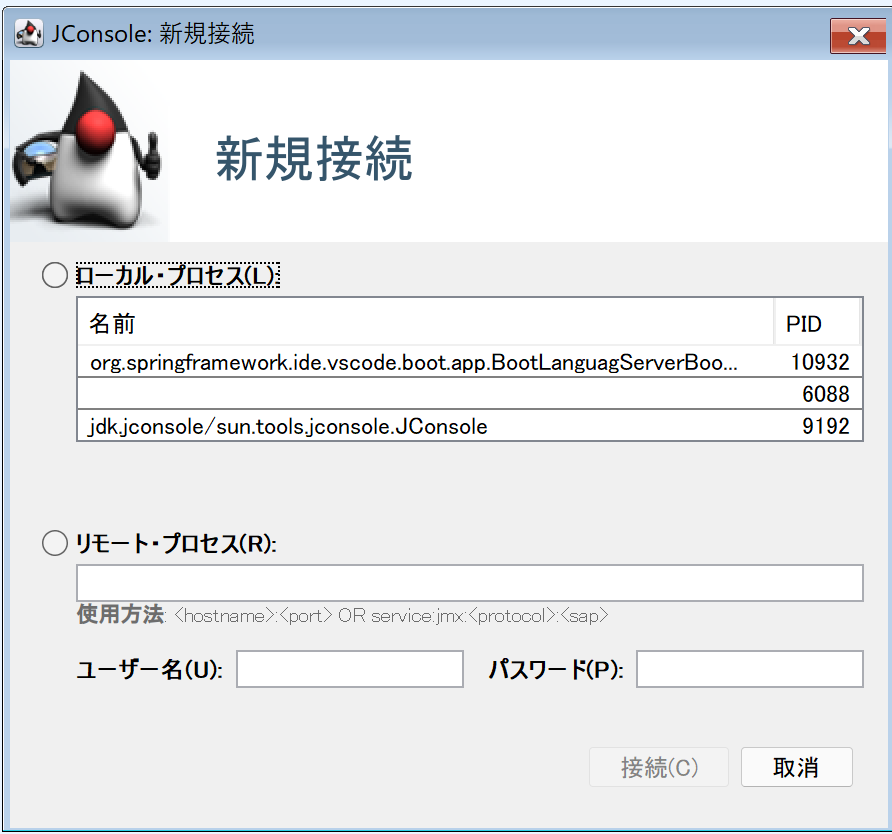 JConsole: 新規接続
新規接続
ローカル・プロセス(L):
名前 PID
org.springframework.ide.vscode.boot.app.BootLanguagServerBoo... 10932
6088
jdk.jconsole/sun.tools.jconsole.JConsole 9192
リモート・プロセス(R):
使用方法: <hostname>:<port> OR service:jmx:<protocol>:<sap>
ユーザー名(U): パスワード(P):
接続(C) 取消